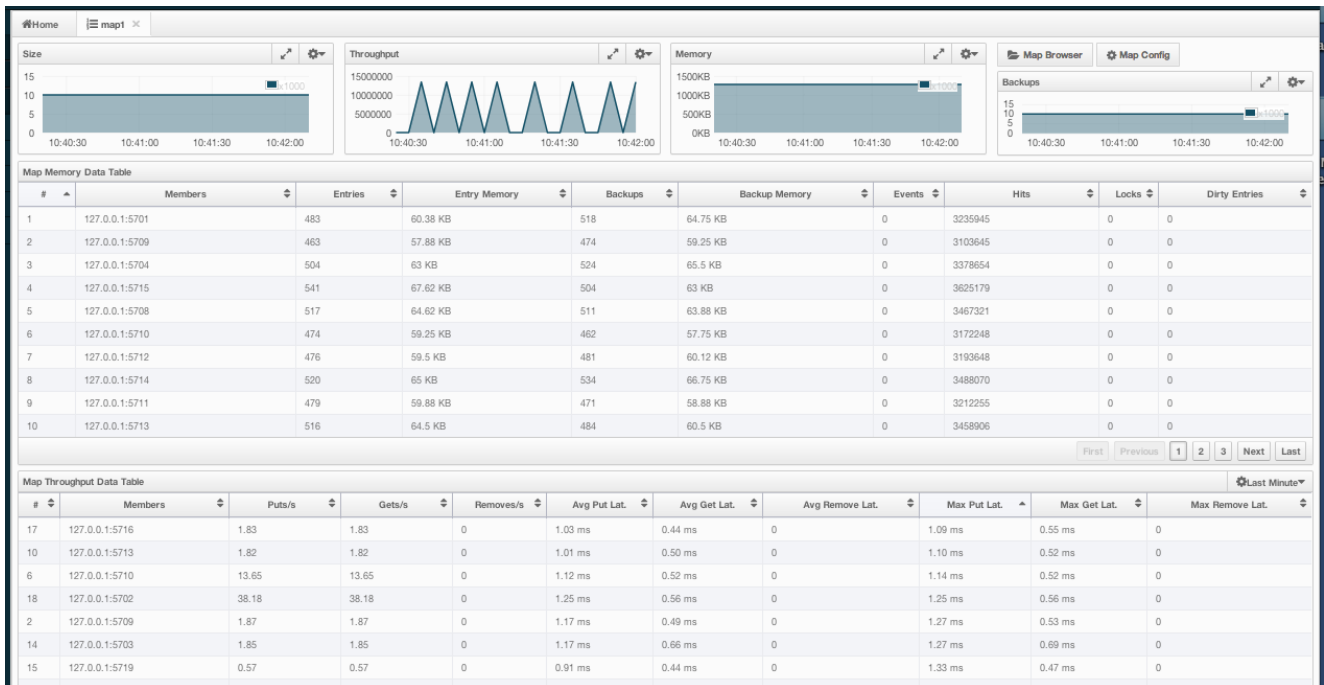 Home map1
Size
15
10
5
0
x1000
10:40:30 10:41:00 10:41:30 10:42:00
Throughput
15000000
10000000
5000000
0
10:40:30 10:41:00 10:41:30 10:42:00
Memory
1500KB
1000KB
500KB
0KB
x1000
10:40:30 10:41:00 10:41:30 10:42:00
Map Browser Map Config
Backups
15
10
5
0
x1000
10:40:30 10:41:00 10:41:30 10:42:00
Map Memory Data Table
# Members Entries Entry Memory Backups Backup Memory Events Hits Locks Dirty Entries
1 127.0.0.1:5701 483 60.38 KB 518 64.75 KB 0 3235945 0 0
2 127.0.0.1:5709 463 57.88 KB 474 59.25 KB 0 3103645 0 0
3 127.0.0.1:5704 504 63 KB 524 65.5 KB 0 3378654 0 0
4 127.0.0.1:5715 541 67.62 KB 504 63 KB 0 3625179 0 0
5 127.0.0.1:5708 517 64.62 KB 511 63.88 KB 0 3467321 0 0
6 127.0.0.1:5710 474 59.25 KB 462 57.75 KB 0 3172248 0 0
7 127.0.0.1:5712 476 59.5 KB 481 60.12 KB 0 3193648 0 0
8 127.0.0.1:5714 520 65 KB 534 66.75 KB 0 3488070 0 0
9 127.0.0.1:5711 479 59.88 KB 471 58.88 KB 0 3212255 0 0
10 127.0.0.1:5713 516 64.5 KB 484 60.5 KB 0 3458906 0 0
First Previous 1 2 3 Next Last
Map Throughput Data Table Last Minute
# Members Puts/s Gets/s Removes/s Avg Put Lat. Avg Get Lat. Avg Remove Lat. Max Put Lat. Max Get Lat. Max Remove Lat.
17 127.0.0.1:5716 1.83 1.83 0 1.03 ms 0.44 ms 0 1.09 ms 0.55 ms 0
10 127.0.0.1:5713 1.82 1.82 0 1.01 ms 0.50 ms 0 1.10 ms 0.52 ms 0
6 127.0.0.1:5710 13.65 13.65 0 1.12 ms 0.52 ms 0 1.14 ms 0.52 ms 0
18 127.0.0.1:5702 38.18 38.18 0 1.25 ms 0.56 ms 0 1.25 ms 0.56 ms 0
2 127.0.0.1:5709 1.87 1.87 0 1.17 ms 0.49 ms 0 1.27 ms 0.53 ms 0
14 127.0.0.1:5703 1.85 1.85 0 1.17 ms 0.66 ms 0 1.27 ms 0.69 ms 0
15 127.0.0.1:5719 0.57 0.57 0 0.91 ms 0.44 ms 0 1.33 ms 0.47 ms 0